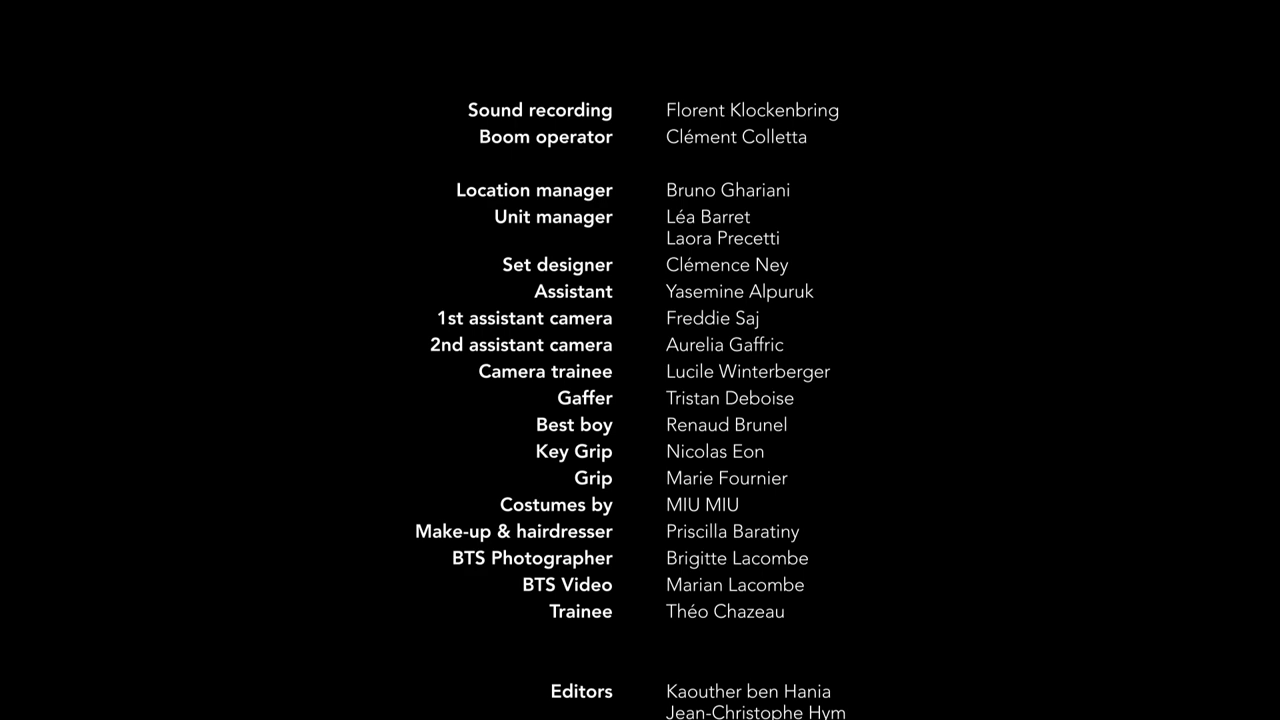 Sound recording Florent Klockenbring
Boom operator Clément Colletta
Location manager Bruno Ghariani
Unit manager Léa Barret
Laora Precetti
Set designer Clémence Ney
Assistant Yasemine Alpuruk
1st assistant camera Freddie Saj
2nd assistant camera Aurelia Gaffric
Camera trainee Lucile Winterberger
Gaffer Tristan Deboise
Best boy Renaud Brunel
Key Grip Nicolas Eon
Grip Marie Fournier
Costumes by MIU MIU
Make-up & hairdresser Priscilla Baratiny
BTS Photographer Brigitte Lacombe
BTS Video Marian Lacombe
Trainee Théo Chazeau
Editors Kaouther ben Hania
Jean-Christophe Hym